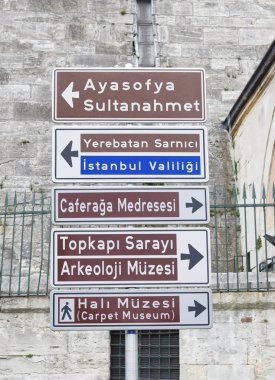 Ayasofya
Sultanahmet
Yerebatan Sarnıcı
İstanbul Valiliği
Caferağa Medresesi
Topkapı Sarayı
Arkeoloji Müzesi
Halı Müzesi
(Carpet Museum)